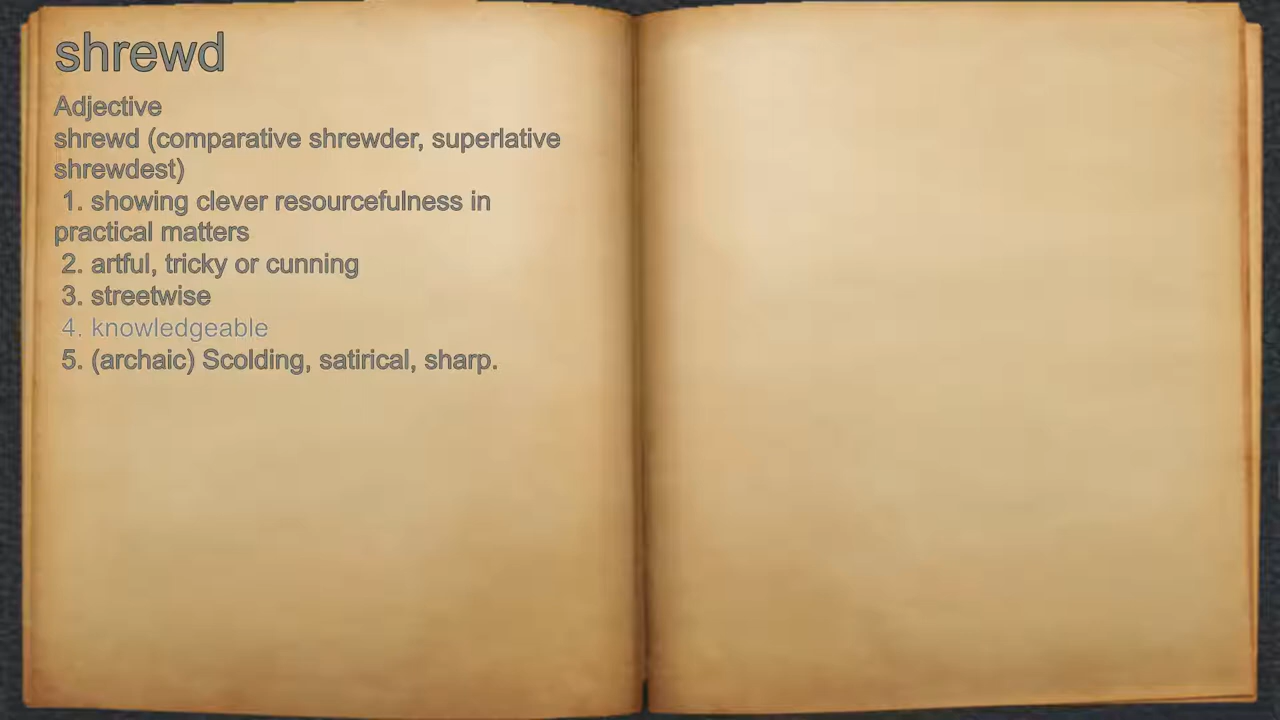 shrewd
Adjective
shrewd (comparative shrewder, superlative
shrewdest)
1. showing clever resourcefulness in
practical matters
2. artful, tricky or cunning
3. streetwise
4. knowledgeable
5. (archaic) Scolding, satirical, sharp.